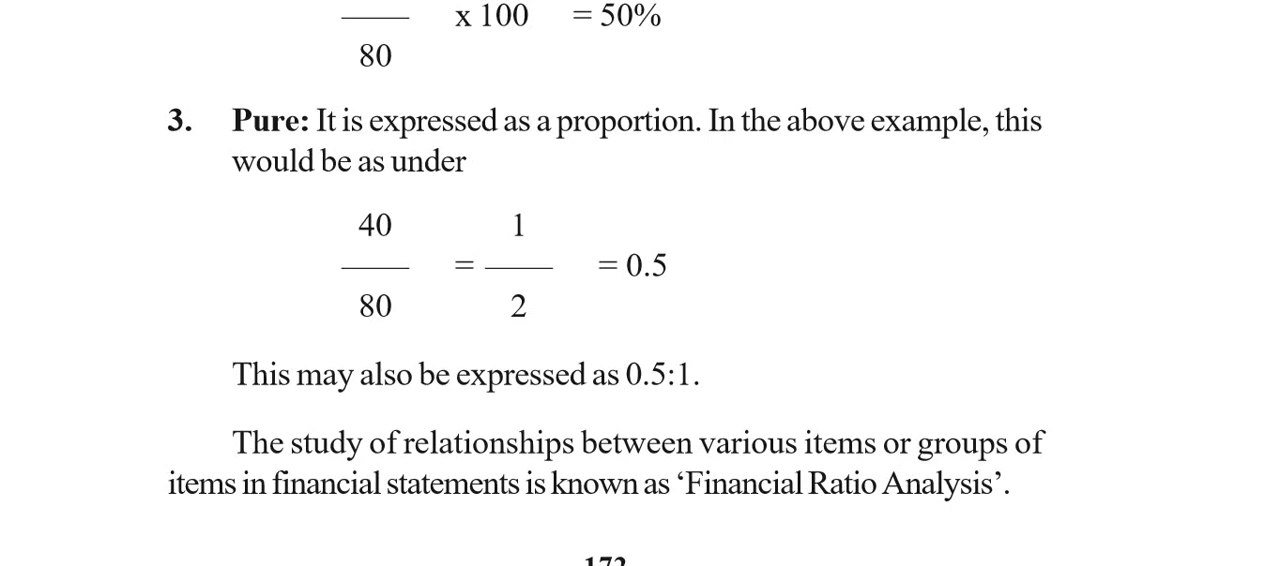 x 100 = 50%
80
3. Pure: It is expressed as a proportion. In the above example, this
would be as under
40 1
= = 0.5
80 2
This may also be expressed as 0.5:1.
The study of relationships between various items or groups of
items in financial statements is known as ‘Financial Ratio Analysis’.